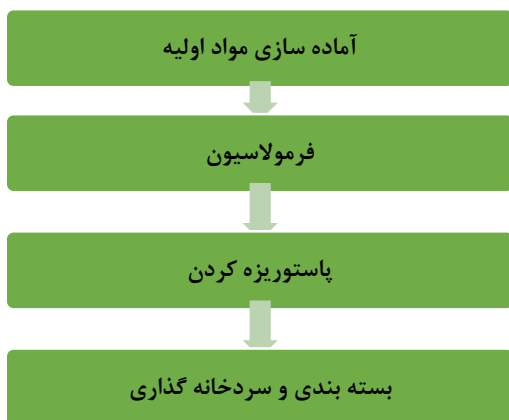 آماده سازی مواد اولیه
فرمولاسیون
پاستوریزه کردن
بسته بندی و سردخانه گذاری